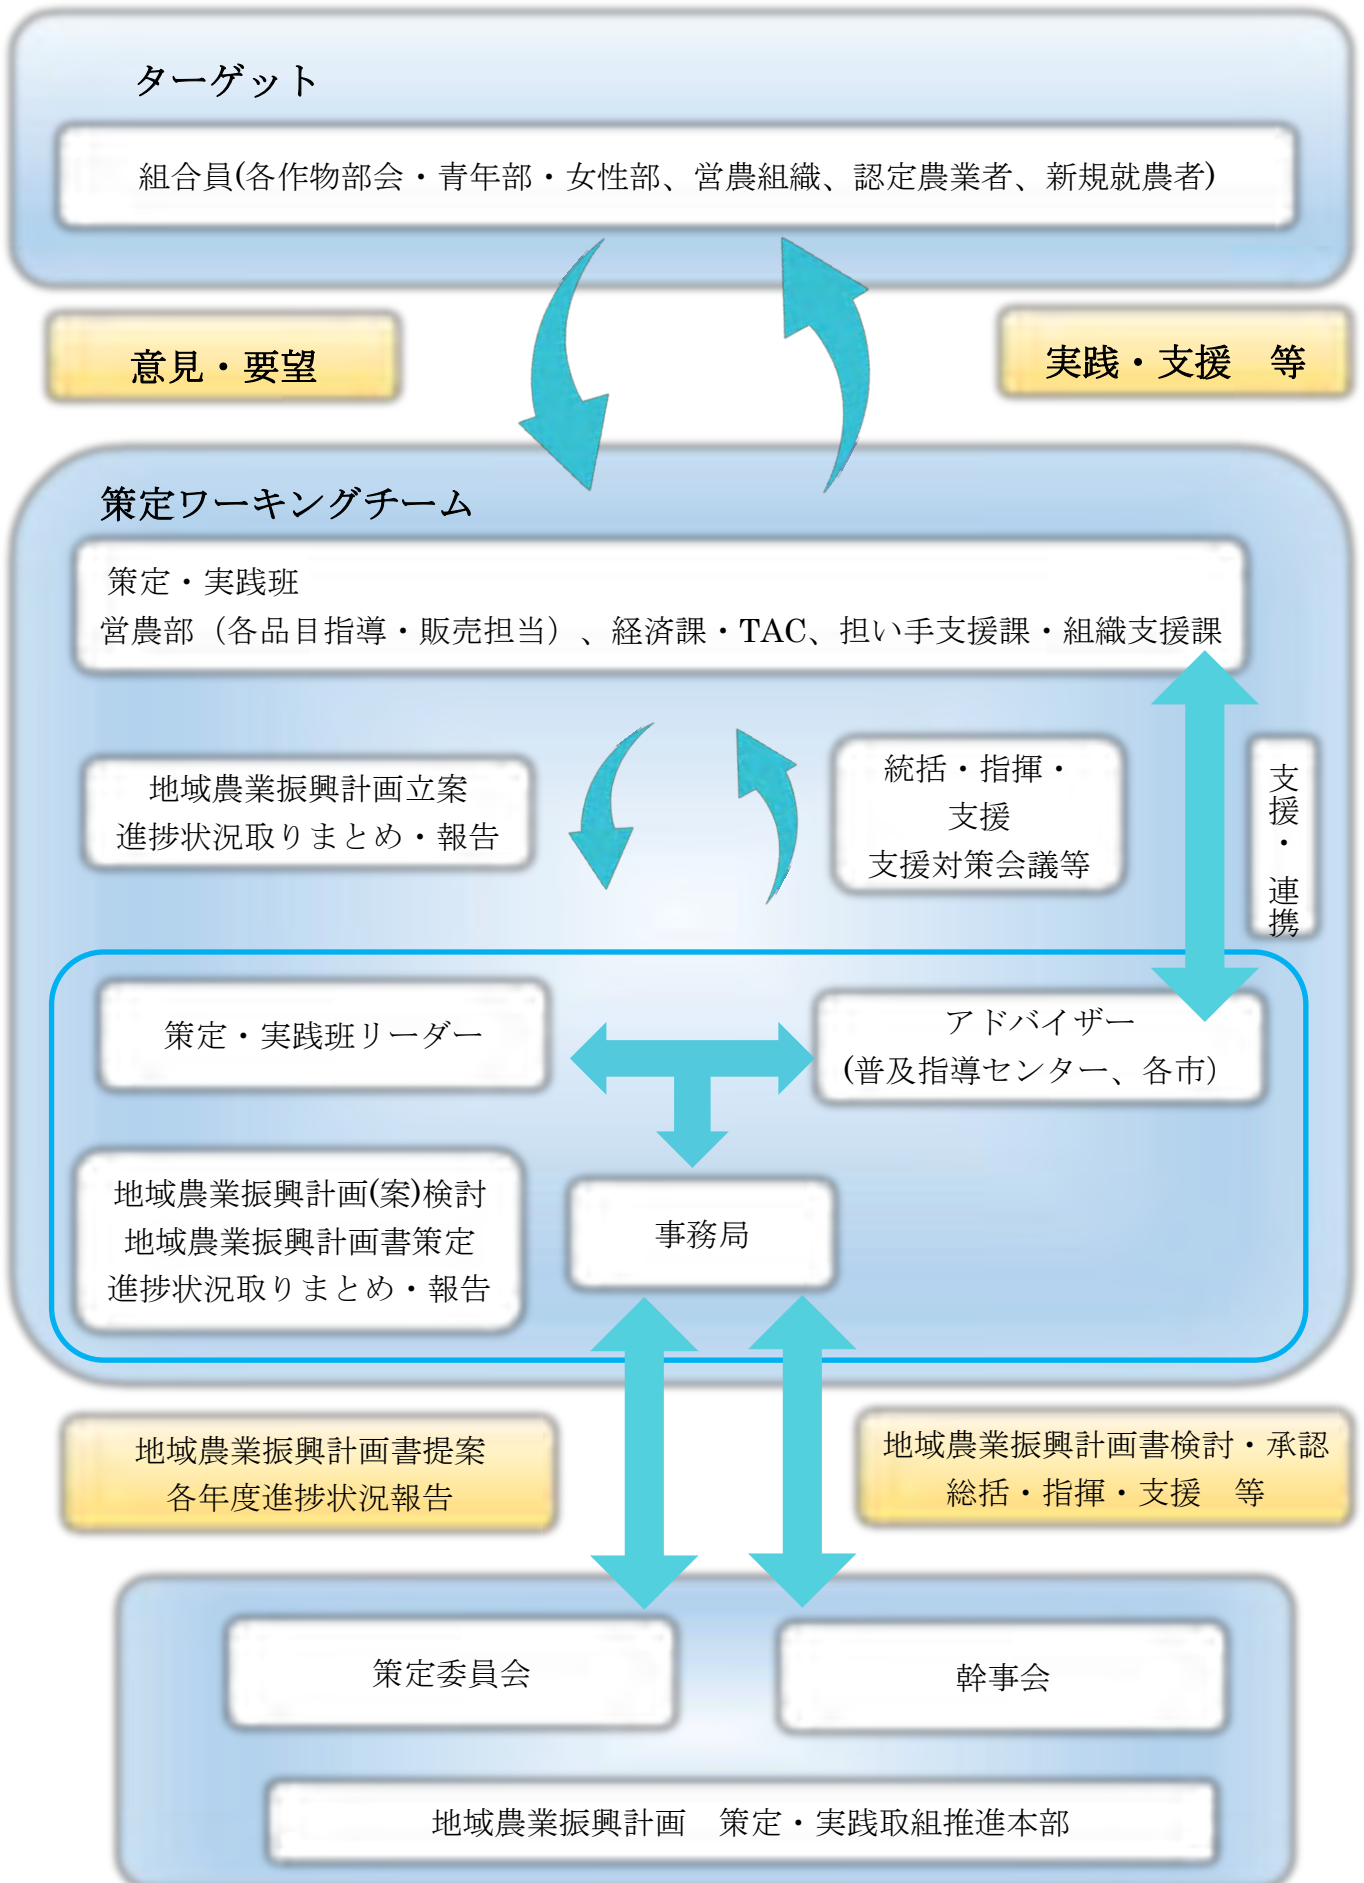 ターゲット
組合員(各作物部会・青年部・女性部、営農組織、認定農業者、新規就農者)
意見・要望
実践・支援　等
策定ワーキングチーム
策定・実践班
営農部（各品目指導・販売担当）、経済課・TAC、担い手支援課・組織支援課
地域農業振興計画立案
進捗状況取りまとめ・報告
統括・指揮・
支援
支援対策会議等
支援・連携
策定・実践班リーダー
アドバイザー
(普及指導センター、各市）
地域農業振興計画(案)検討
地域農業振興計画書策定
進捗状況取りまとめ・報告
事務局
地域農業振興計画書提案
各年度進捗状況報告
地域農業振興計画書検討・承認
総括・指揮・支援　等
策定委員会
幹事会
地域農業振興計画　策定・実践取組推進本部